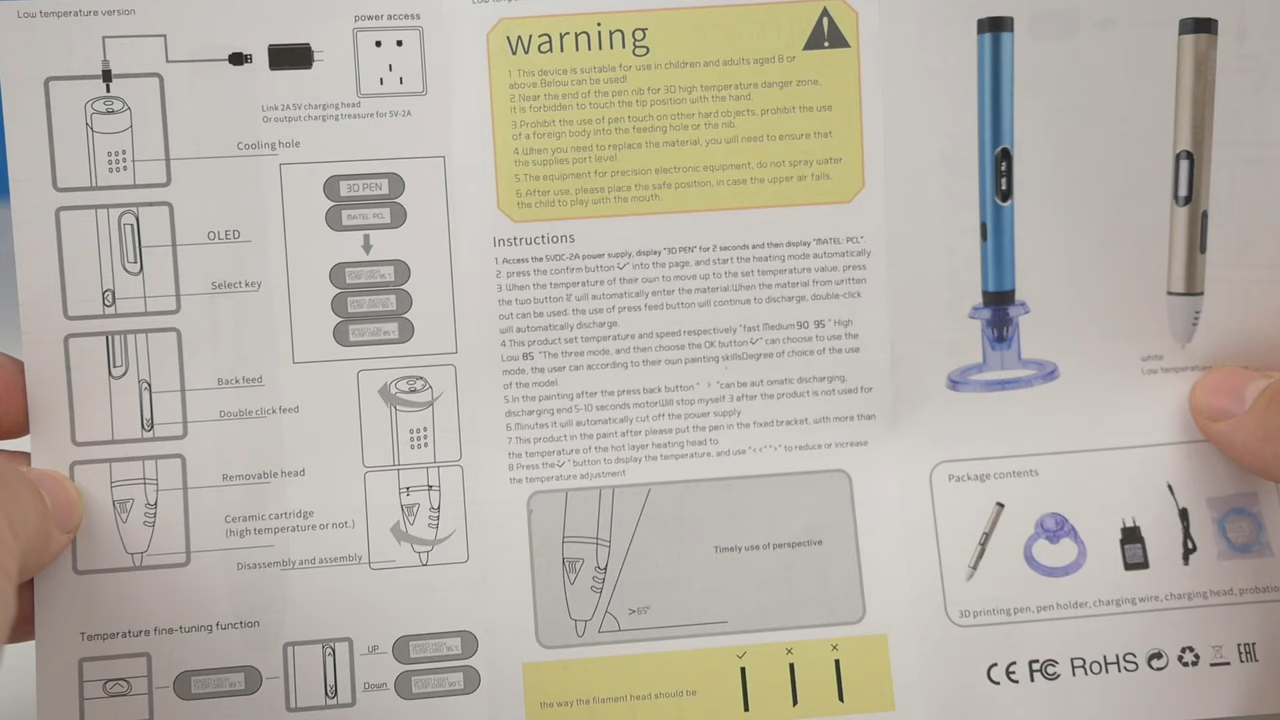 Low temperature version
power access
Link 2A 5V charging head
Or output charging treasure for 5V-2A
Cooling hole
3D PEN
MATEL PCL
OLED
Select key
Back feed
Double click feed
Removable head
Ceramic cartridge
(high temperature or not.)
Disassembly and assembly
Temperature fine-tuning function
UP
Down
warning
1. This device is suitable for use in children and adults aged 8 or
above.Below can be used!
2.Near the end of the pen nib for 3D high temperature danger zone,
it is forbidden to touch the tip position with the hand.
3.Prohibit the use of pen touch on other hard objects, prohibit the use
of a foreign body into the feeding hole or the nib.
4.When you need to replace the material, you will need to ensure that
the supplies port level.
5.The equipment for precision electronic equipment, do not spray water.
6.After use, please place the safe position, in case the upper air falls,
the child to play with the mouth.
Instructions
1. Access the 5VDC-2A power supply, display "3D PEN" for 2 seconds and then display "MATEL: PCL".
2. press the confirm button ✓ into the page, and start the heating mode automatically
3.When the temperature of their own to move up to the set temperature value, press
the two button will automatically enter the material.When the material from written
out can be used: the use of press feed button will continue to discharge, double-click
will automatically discharge.
4.This product set temperature and speed respectively "fast Medium 90 95 " High
Low 85 "The three mode, and then choose the OK button ✓" can choose to use the
mode, the user can according to their own painting skillsDegree of choice of the use
of the model.
5.In the painting after the press back button " > "can be aut omatic discharging,
discharging end 5-10 seconds motorWill stop myself.3 after the product is not used for
6.Minutes it will automatically cut off the power supply.
7.This product in the paint after please put the pen in the fixed bracket, with more than
the temperature of the hot layer heating head to.
8.Press the ✓" button to display the temperature, and use "<<" ">" to reduce or increase
the temperature adjustment
Timely use of perspective
>65°
the way the filament head should be
white
Low temperature
Package contents
3D printing pen, pen holder, charging wire, charging head, probatio
CE FC RoHS EAC